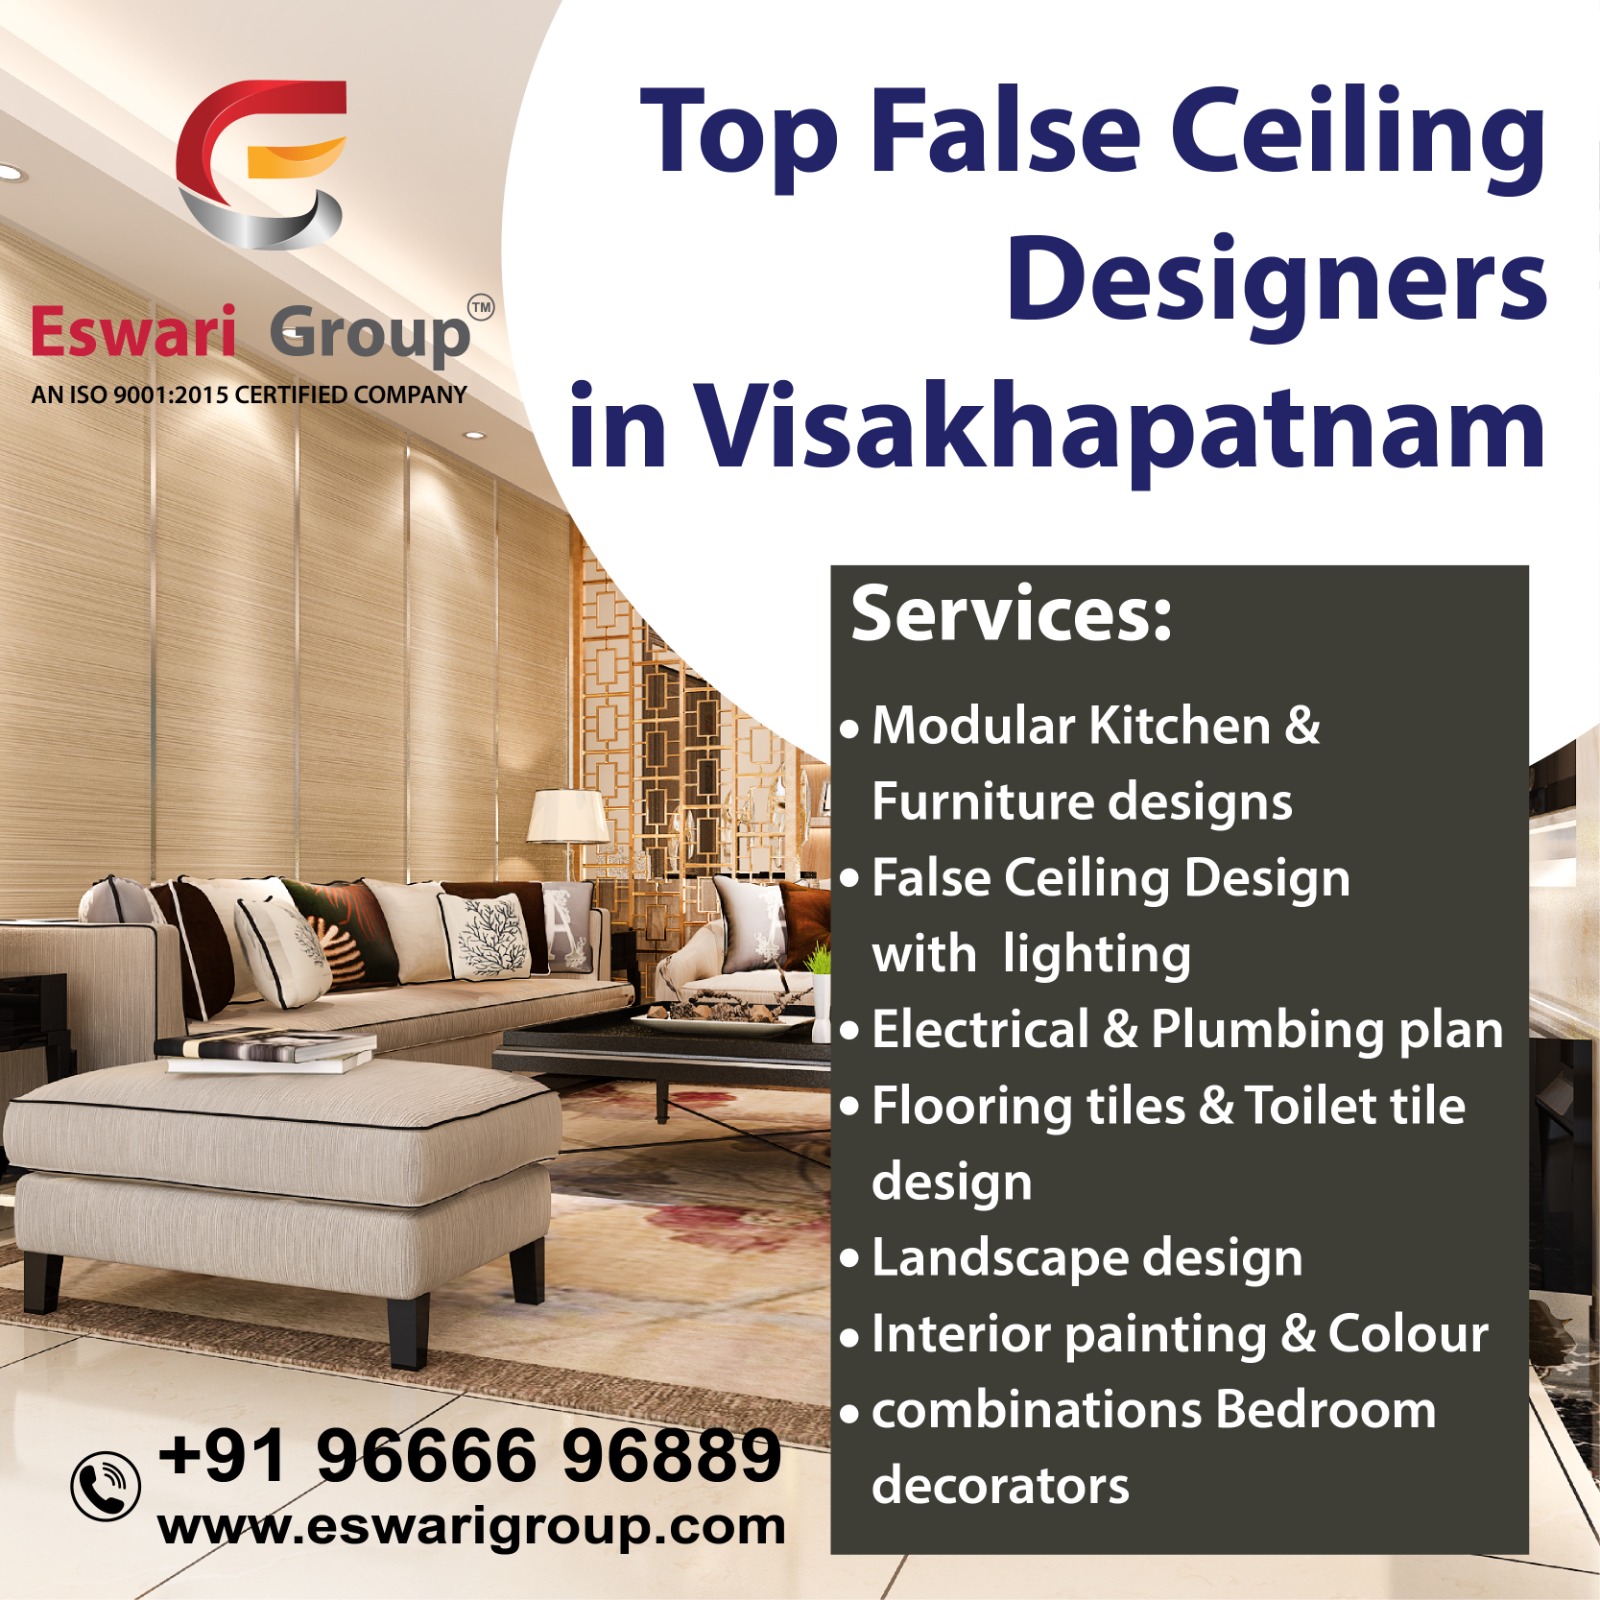 Eswari Group™
AN ISO 9001:2015 CERTIFIED COMPANY
Top False Ceiling
Designers
in Visakhapatnam
Services:
• Modular Kitchen &
Furniture designs
• False Ceiling Design
with lighting
• Electrical & Plumbing plan
• Flooring tiles & Toilet tile
design
• Landscape design
• Interior painting & Colour
• combinations Bedroom
decorators
+91 96666 96889
www.eswarigroup.com
A